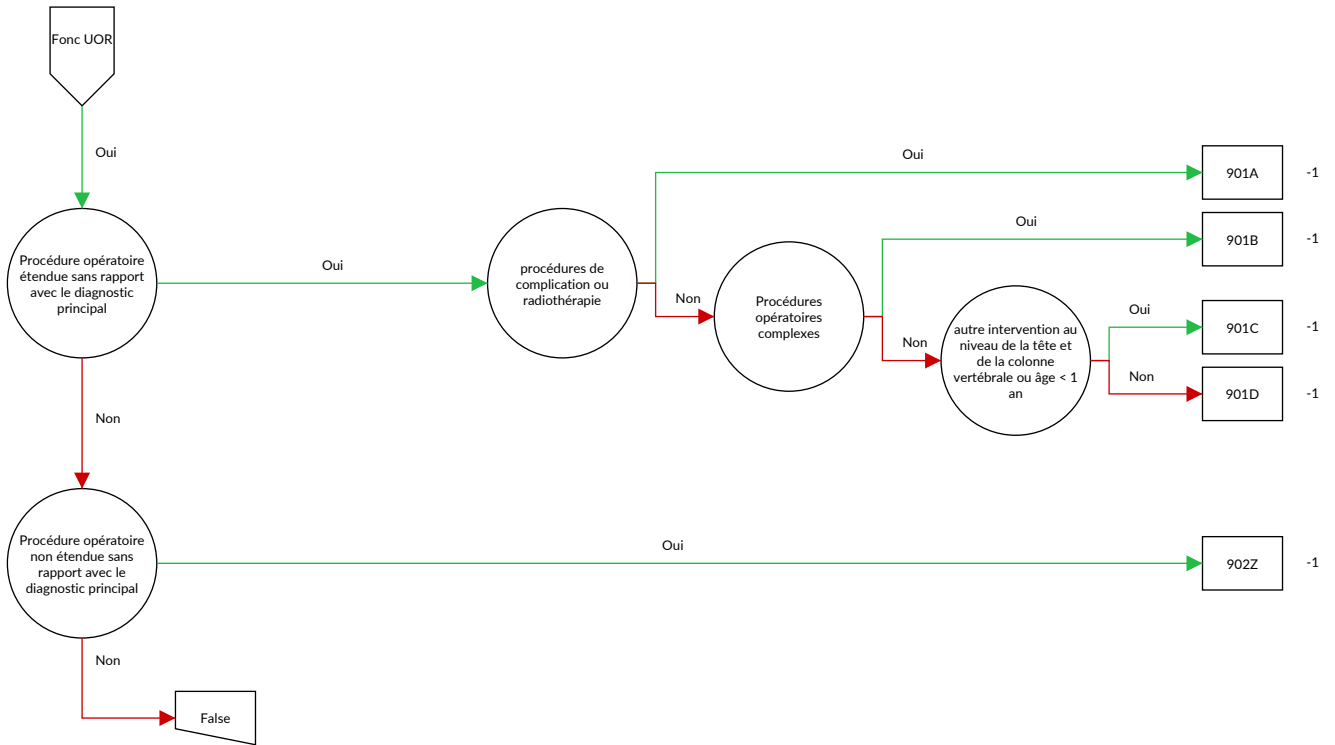 Fonc UOR
Oui
Procédure opératoire
étendue sans rapport
avec le diagnostic
principal
Oui
procédures de
complication ou
radiothérapie
Oui
901A
-1
Non
Procédures
opératoires
complexes
Oui
901B
-1
Non
autre intervention au
niveau de la tête et
de la colonne
vertébrale ou âge < 1
an
Oui
901C
-1
Non
901D
-1
Non
Procédure opératoire
non étendue sans
rapport avec le
diagnostic principal
Oui
902Z
-1
Non
False